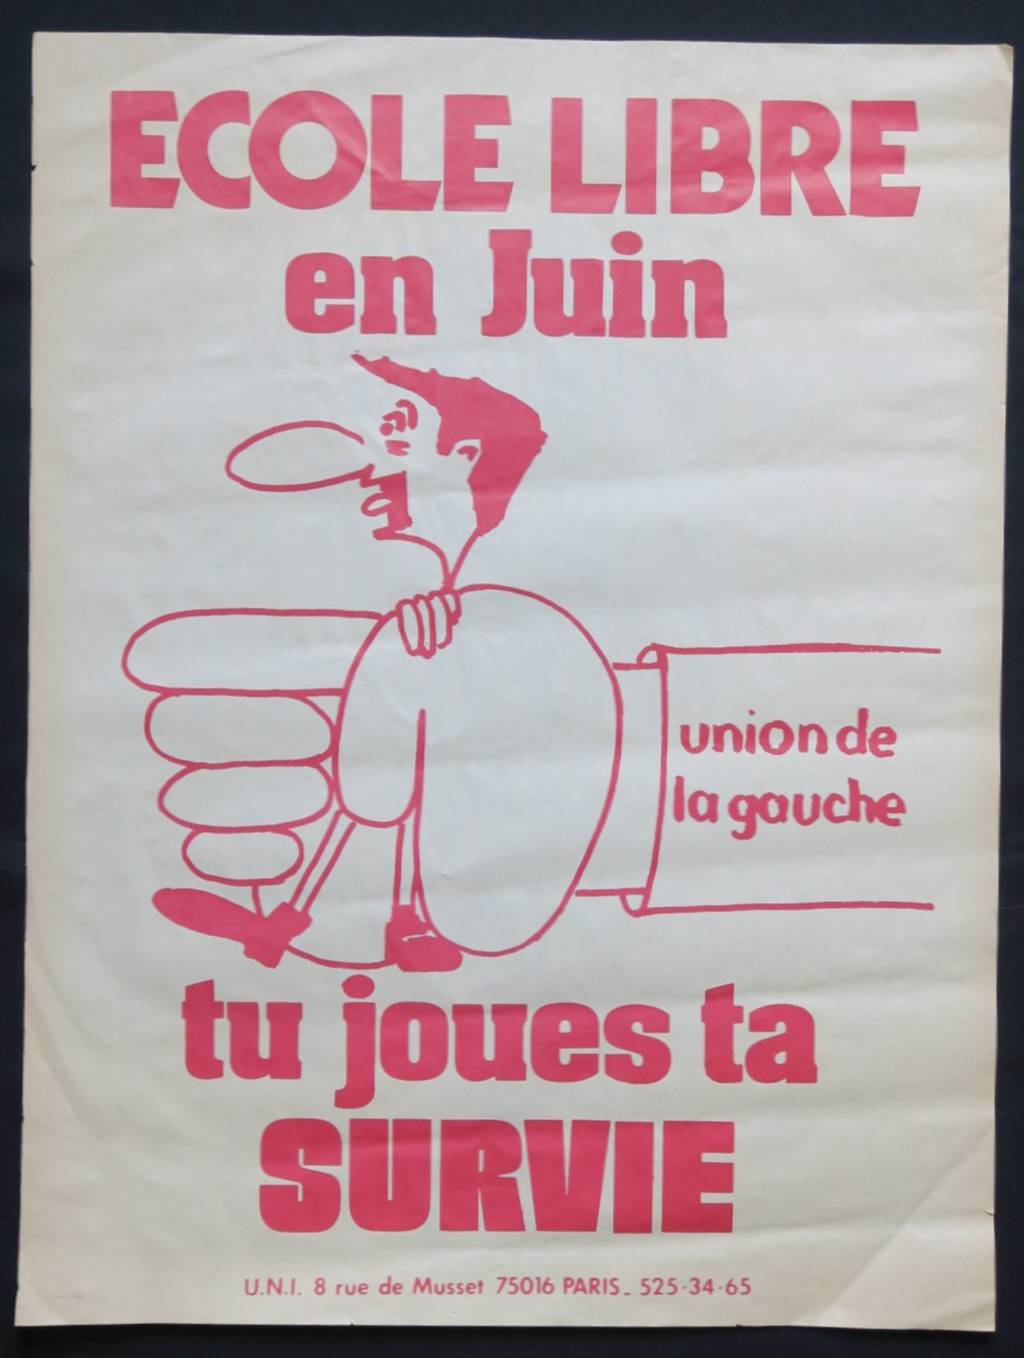 ECOLE LIBRE
en Juin
union de
la gauche
tu joues ta
SURVIE
U.N.I. 8 rue de Musset 75016 PARIS_ 525-34-65